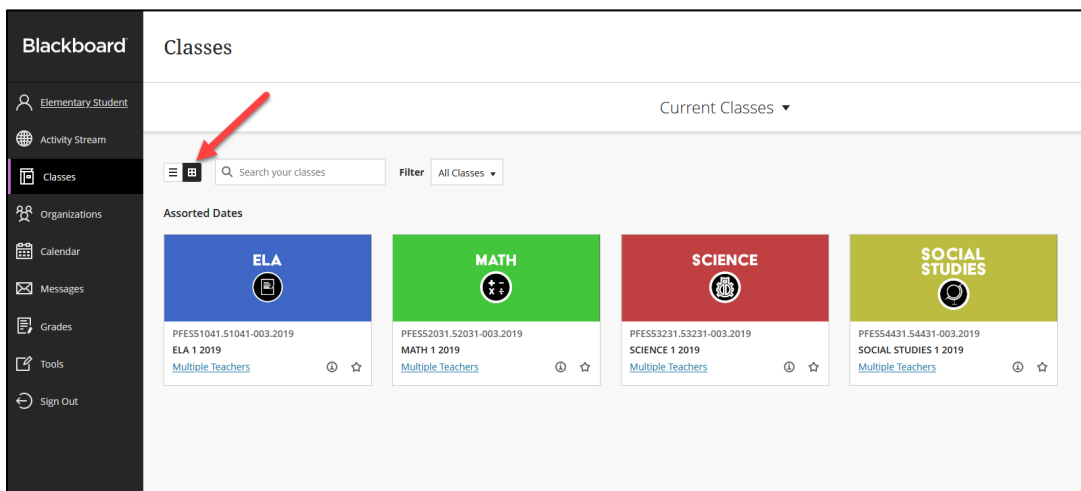 Blackboard
Classes
Elementary Student
Activity Stream
Classes
Organizations
Calendar
Messages
Grades
Tools
Sign Out
Current Classes
Search your classes
Filter
All Classes
Assorted Dates
ELA
PFES51041.51041-003.2019
ELA 1 2019
Multiple Teachers
MATH
PFES52031.52031-003.2019
MATH 1 2019
Multiple Teachers
SCIENCE
PFES53231.53231-003.2019
SCIENCE 1 2019
Multiple Teachers
SOCIAL
STUDIES
PFES54431.54431-003.2019
SOCIAL STUDIES 1 2019
Multiple Teachers